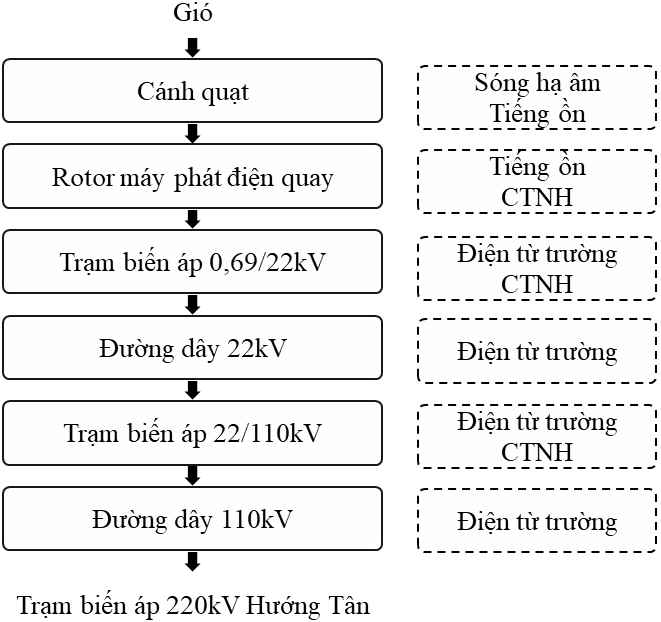 Gió
Cánh quạt
Sóng hạ âm
Tiếng ồn
Rotor máy phát điện quay
Tiếng ồn
CTNH
Trạm biến áp 0,69/22kV
Điện từ trường
CTNH
Đường dây 22kV
Điện từ trường
Trạm biến áp 22/110kV
Điện từ trường
CTNH
Đường dây 110kV
Điện từ trường
Trạm biến áp 220kV Hướng Tân